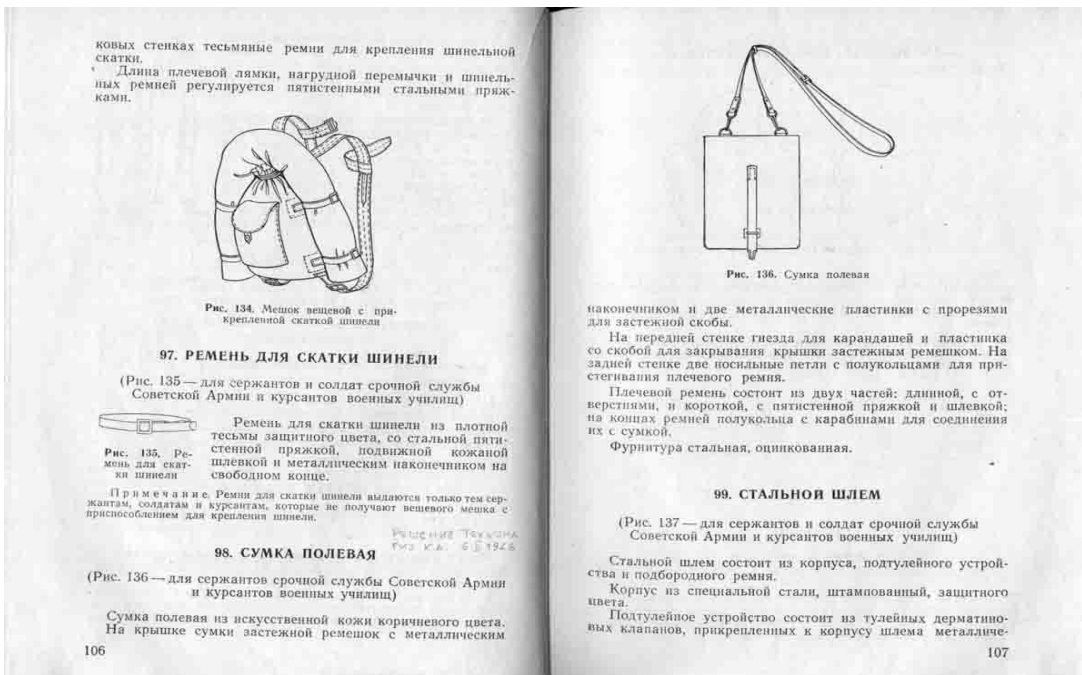 ковых стенках тесьмяные ремни для крепления шинельной
скатки.
Длина плечевой лямки, нагрудной перемычки и шинель-
ных ремней регулируется пятистенными стальными пряж-
ками.
Рис. 134. Мешок вещевой с при-
крепленной скаткой шинели
97. РЕМЕНЬ ДЛЯ СКАТКИ ШИНЕЛИ
(Рис. 135 — для сержантов и солдат срочной службы
Советской Армии и курсантов военных училищ)
Рис. 135. Ре-
мень для скат-
ки шинели
Ремень для скатки шинели из плотной
тесьмы защитного цвета, со стальной пяти-
стенной пряжкой, подвижной кожаной
шлевкой и металлическим наконечником на
свободном конце.
Примечание. Ремни для скатки шинели выдаются только тем сер-
жантам, солдатам и курсантам, которые не получают вещевого мешка с
приспособлением для крепления шинели.
98. СУМКА ПОЛЕВАЯ
(Рис. 136 — для сержантов срочной службы Советской Армии
и курсантов военных училищ)
Сумка полевая из искусственной кожи коричневого цвета.
На крышке сумки застежной ремешок с металлическим
106
Рис. 136. Сумка полевая
наконечником и две металлические пластинки с прорезями
для застежной скобы.
На передней стенке гнезда для карандашей и пластинка
со скобой для закрывания крышки застежным ремешком. На
задней стенке две носильные петли с полукольцами для при-
стегивания плечевого ремня.
Плечевой ремень состоит из двух частей: длинной, с от-
верстиями, и короткой, с пятистенной пряжкой и шлевкой;
на концах ремней полукольца с карабинами для соединения
их с сумкой.
Фурнитура стальная, оцинкованная.
99. СТАЛЬНОЙ ШЛЕМ
(Рис. 137 — для сержантов и солдат срочной службы
Советской Армии и курсантов военных училищ)
Стальной шлем состоит из корпуса, подтулейного устрой-
ства и подбородного ремня.
Корпус из специальной стали, штампованный, защитного
цвета.
Подтулейное устройство состоит из тулейных дерматино-
вых клапанов, прикрепленных к корпусу шлема металличе-
107